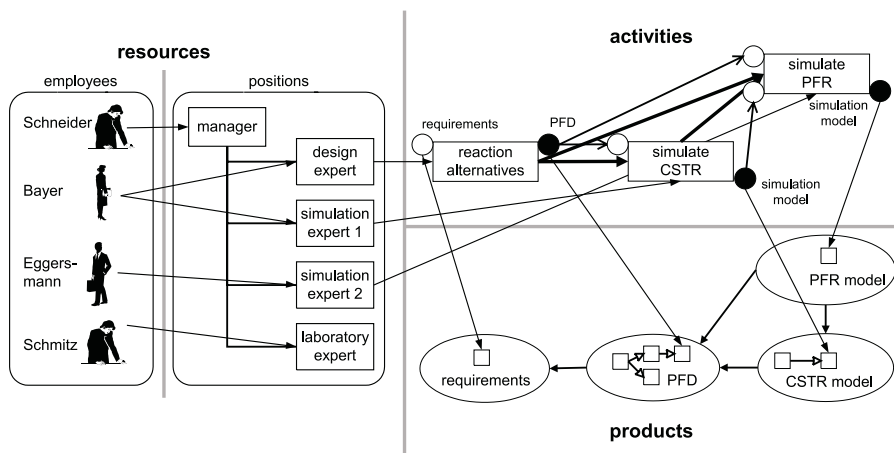 resources
employees
positions
Schneider
Bayer
Eggers-
mann
Schmitz
manager
design
expert
simulation
expert 1
simulation
expert 2
laboratory
expert
activities
requirements
PFD
reaction
alternatives
simulate
CSTR
simulate
PFR
simulation
model
simulation
model
PFR model
requirements
PFD
CSTR model
products